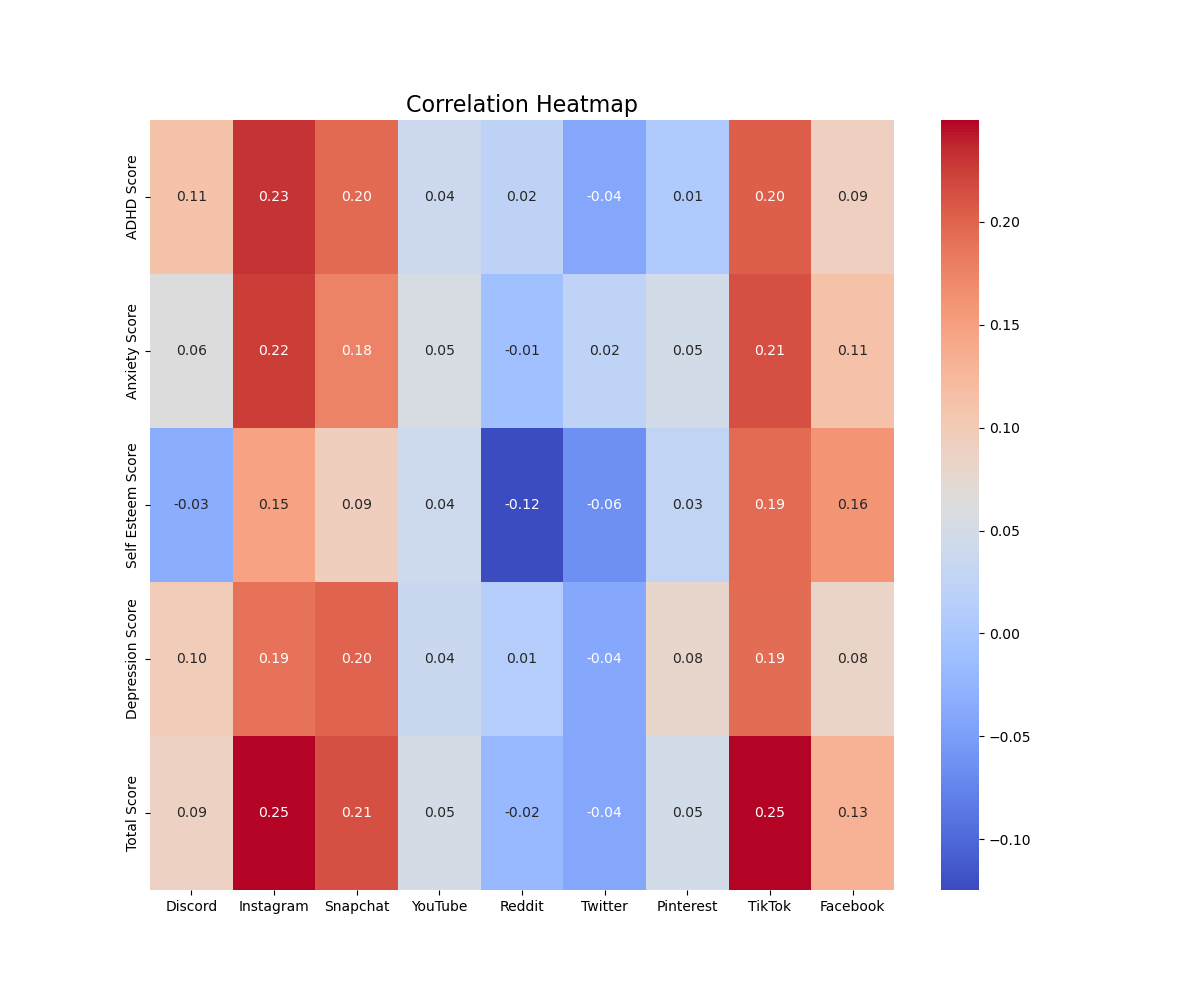 Correlation Heatmap
ADHD Score
0.11 0.23 0.20 0.04 0.02 -0.04 0.01 0.20 0.09
Anxiety Score
0.06 0.22 0.18 0.05 -0.01 0.02 0.05 0.21 0.11
Self Esteem Score
-0.03 0.15 0.09 0.04 -0.12 -0.06 0.03 0.19 0.16
Depression Score
0.10 0.19 0.20 0.04 0.01 -0.04 0.08 0.19 0.08
Total Score
0.09 0.25 0.21 0.05 -0.02 -0.04 0.05 0.25 0.13
Discord Instagram Snapchat YouTube Reddit Twitter Pinterest TikTok Facebook
0.20
0.15
0.10
0.05
0.00
−0.05
−0.10